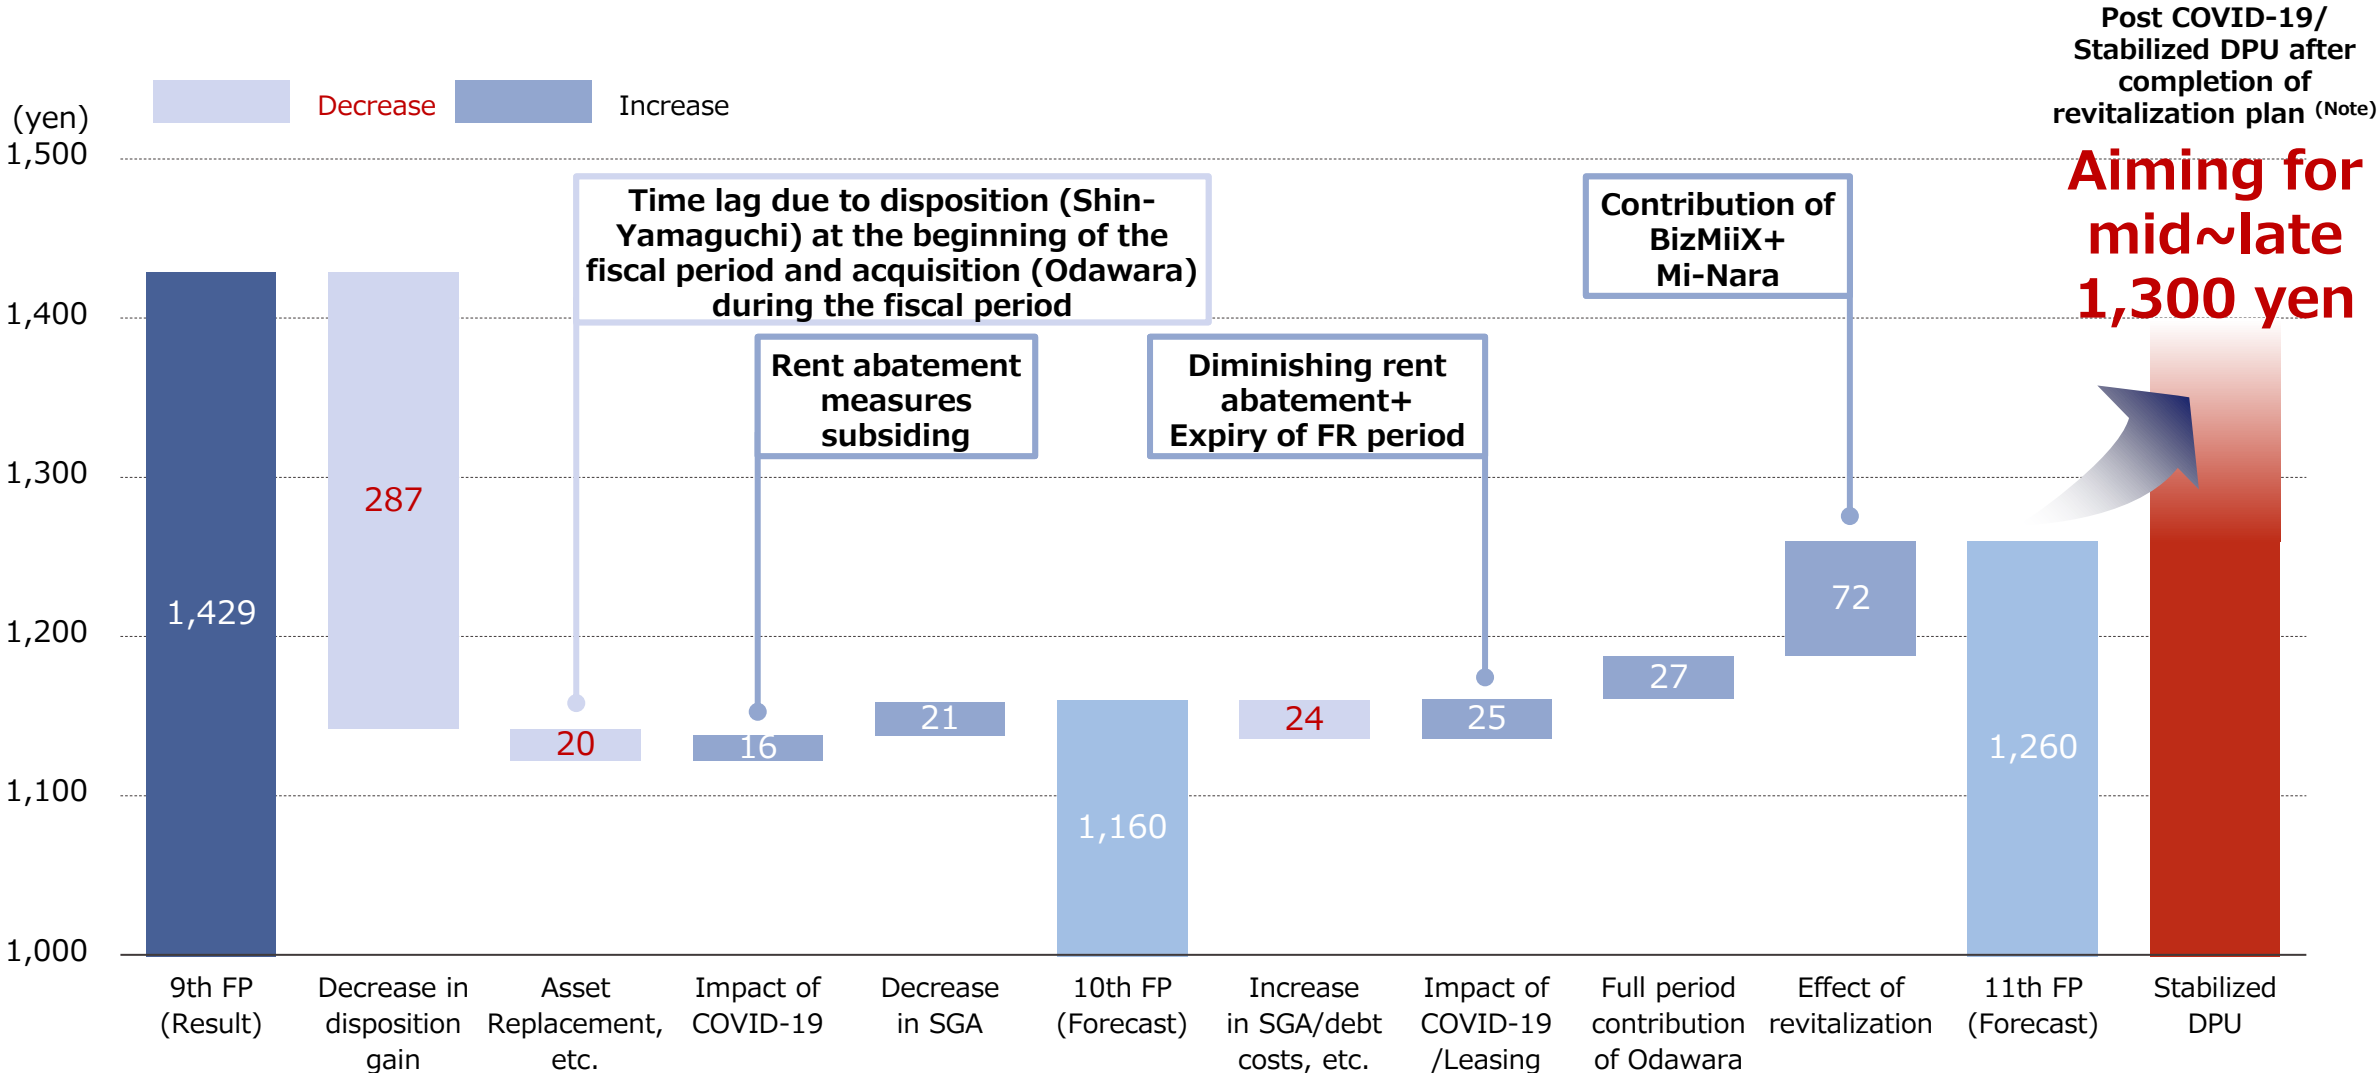 Post COVID-19/
Stabilized DPU after
completion of
revitalization plan (Note)
Decrease
Increase
(yen)
1,500
1,400
1,300
1,200
1,100
1,000
Aiming for
mid~late
1,300 yen
Time lag due to disposition (Shin-
Yamaguchi) at the beginning of the
fiscal period and acquisition (Odawara)
during the fiscal period
Contribution of
BizMiiX+
Mi-Nara
Rent abatement
measures
subsiding
Diminishing rent
abatement+
Expiry of FR period
1,429
287
20
16
21
1,160
24
25
27
72
1,260
9th FP
(Result)
Decrease in
disposition
gain
Asset
Replacement,
etc.
Impact of
COVID-19
Decrease
in SGA
10th FP
(Forecast)
Increase
in SGA/debt
costs, etc.
Impact of
COVID-19
/Leasing
Full period
contribution
of Odawara
Effect of
revitalization
11th FP
(Forecast)
Stabilized
DPU